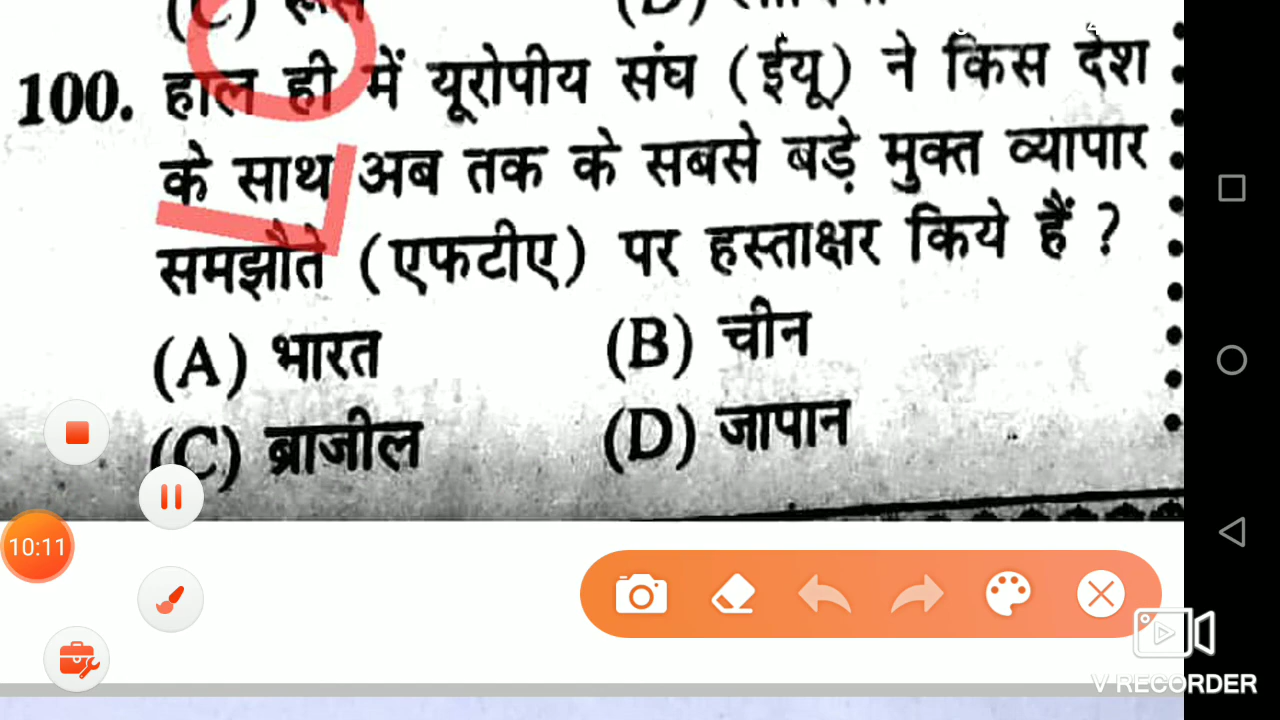 (C) रूस
100. हाल ही में यूरोपीय संघ (ईयू) ने किस देश
के साथ अब तक के सबसे बड़े मुक्त व्यापार
समझौते (एफटीए) पर हस्ताक्षर किये हैं ?
(A) भारत (B) चीन
(C) ब्राजील (D) जापान
10:11
V RECORDER